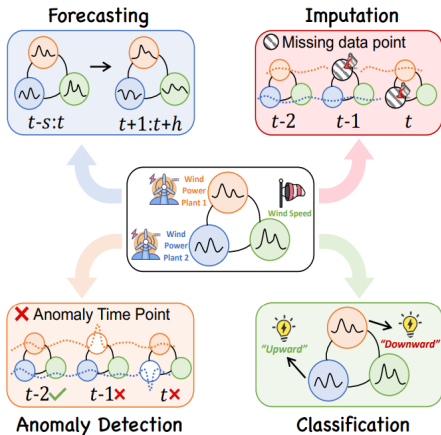 Forecasting
Imputation
t-s:t
t+1:t+h
Missing data point
t-2
t-1
t
Wind
Power
Plant 1
Wind Speed
Wind
Power
Plant 2
Anomaly Time Point
t-2
t-1
t
"Upward"
"Downward"
Anomaly Detection
Classification